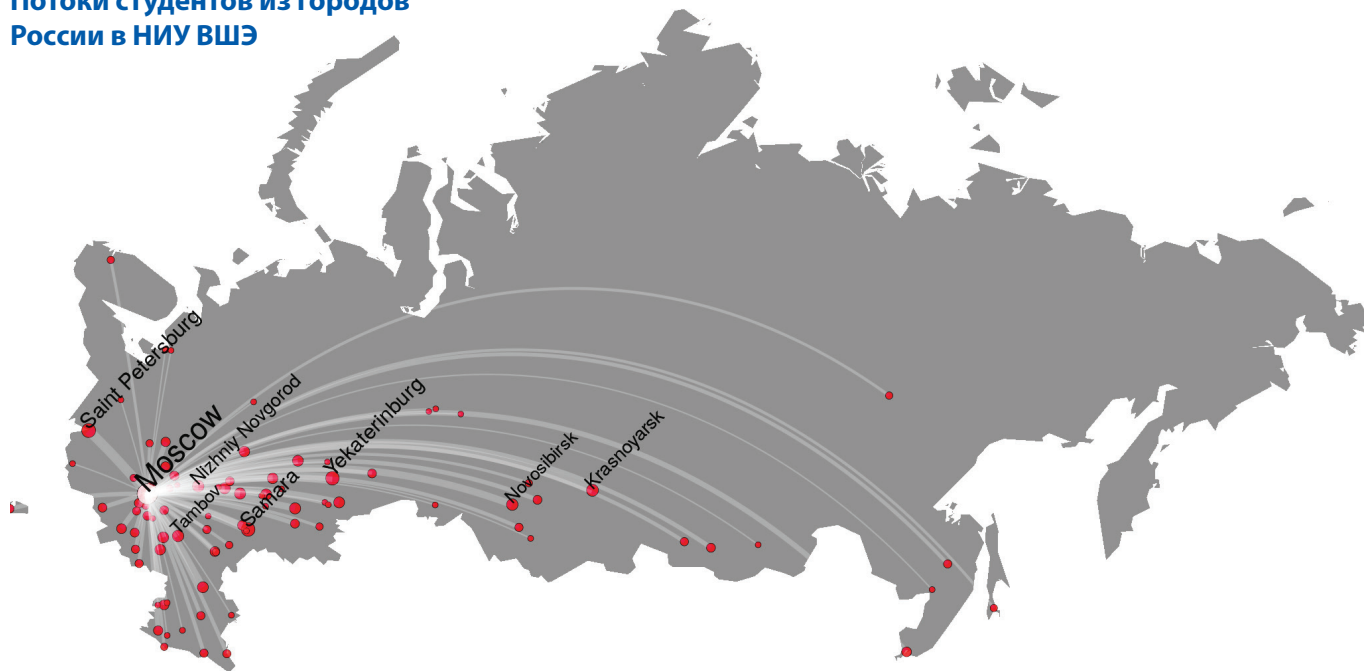 Потоки студентов из городов
России в НИУ ВШЭ
Saint Petersburg
Moscow
Nizhniy Novgorod
Yekaterinburg
Tambov
Samara
Novosibirsk
Krasnoyarsk